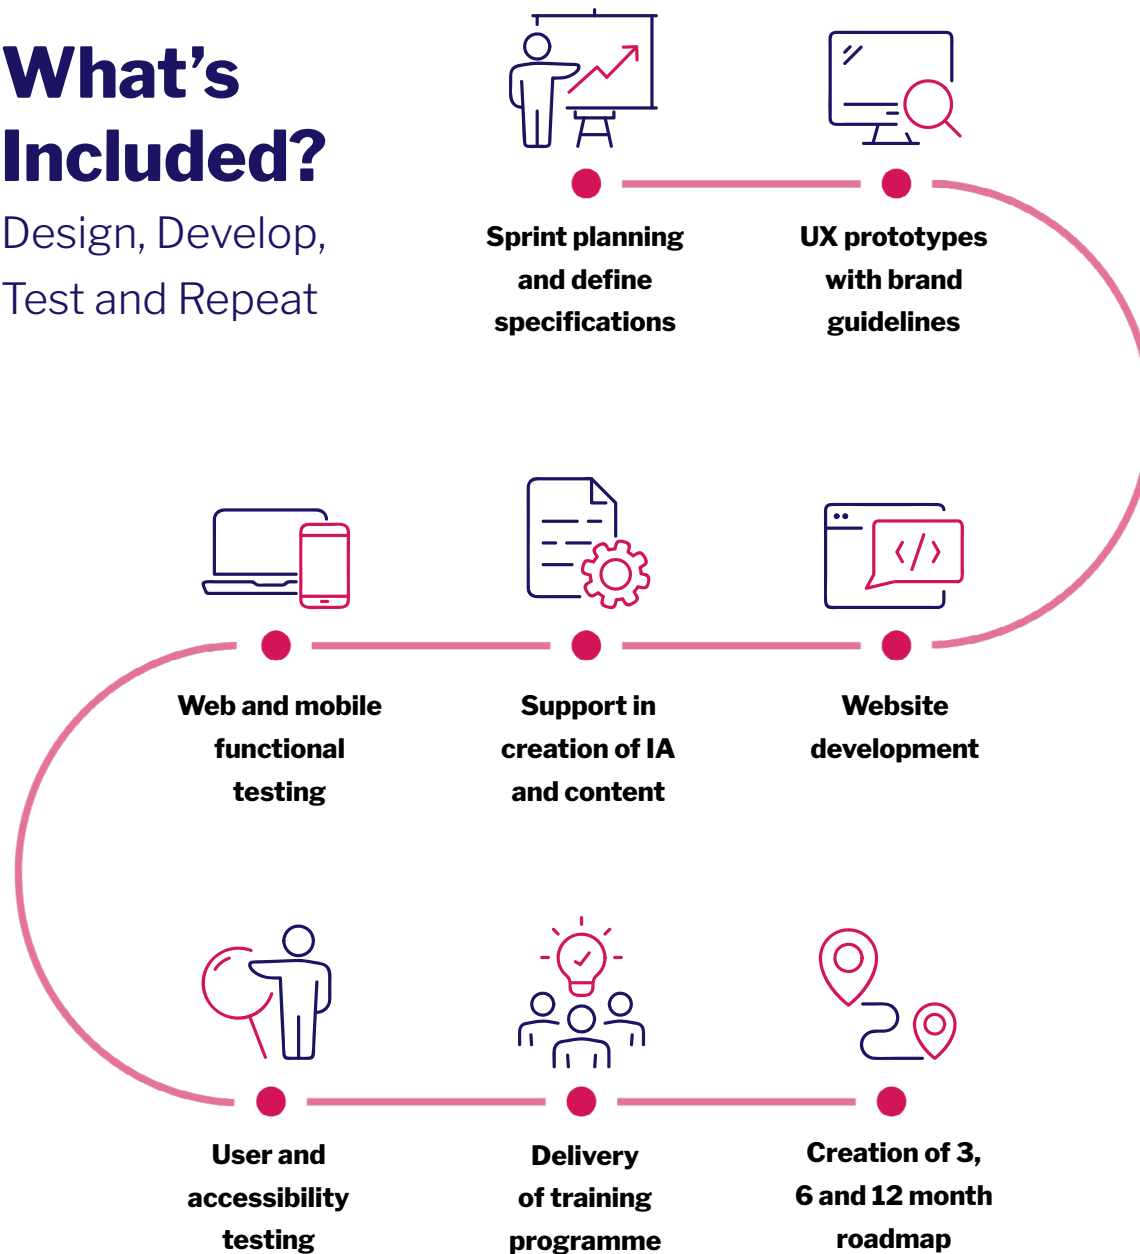 What's
Included?
Design, Develop,
Test and Repeat
Sprint planning
and define
specifications
UX prototypes
with brand
guidelines
Web and mobile
functional
testing
Support in
creation of IA
and content
Website
development
User and
accessibility
testing
Delivery
of training
programme
Creation of 3,
6 and 12 month
roadmap